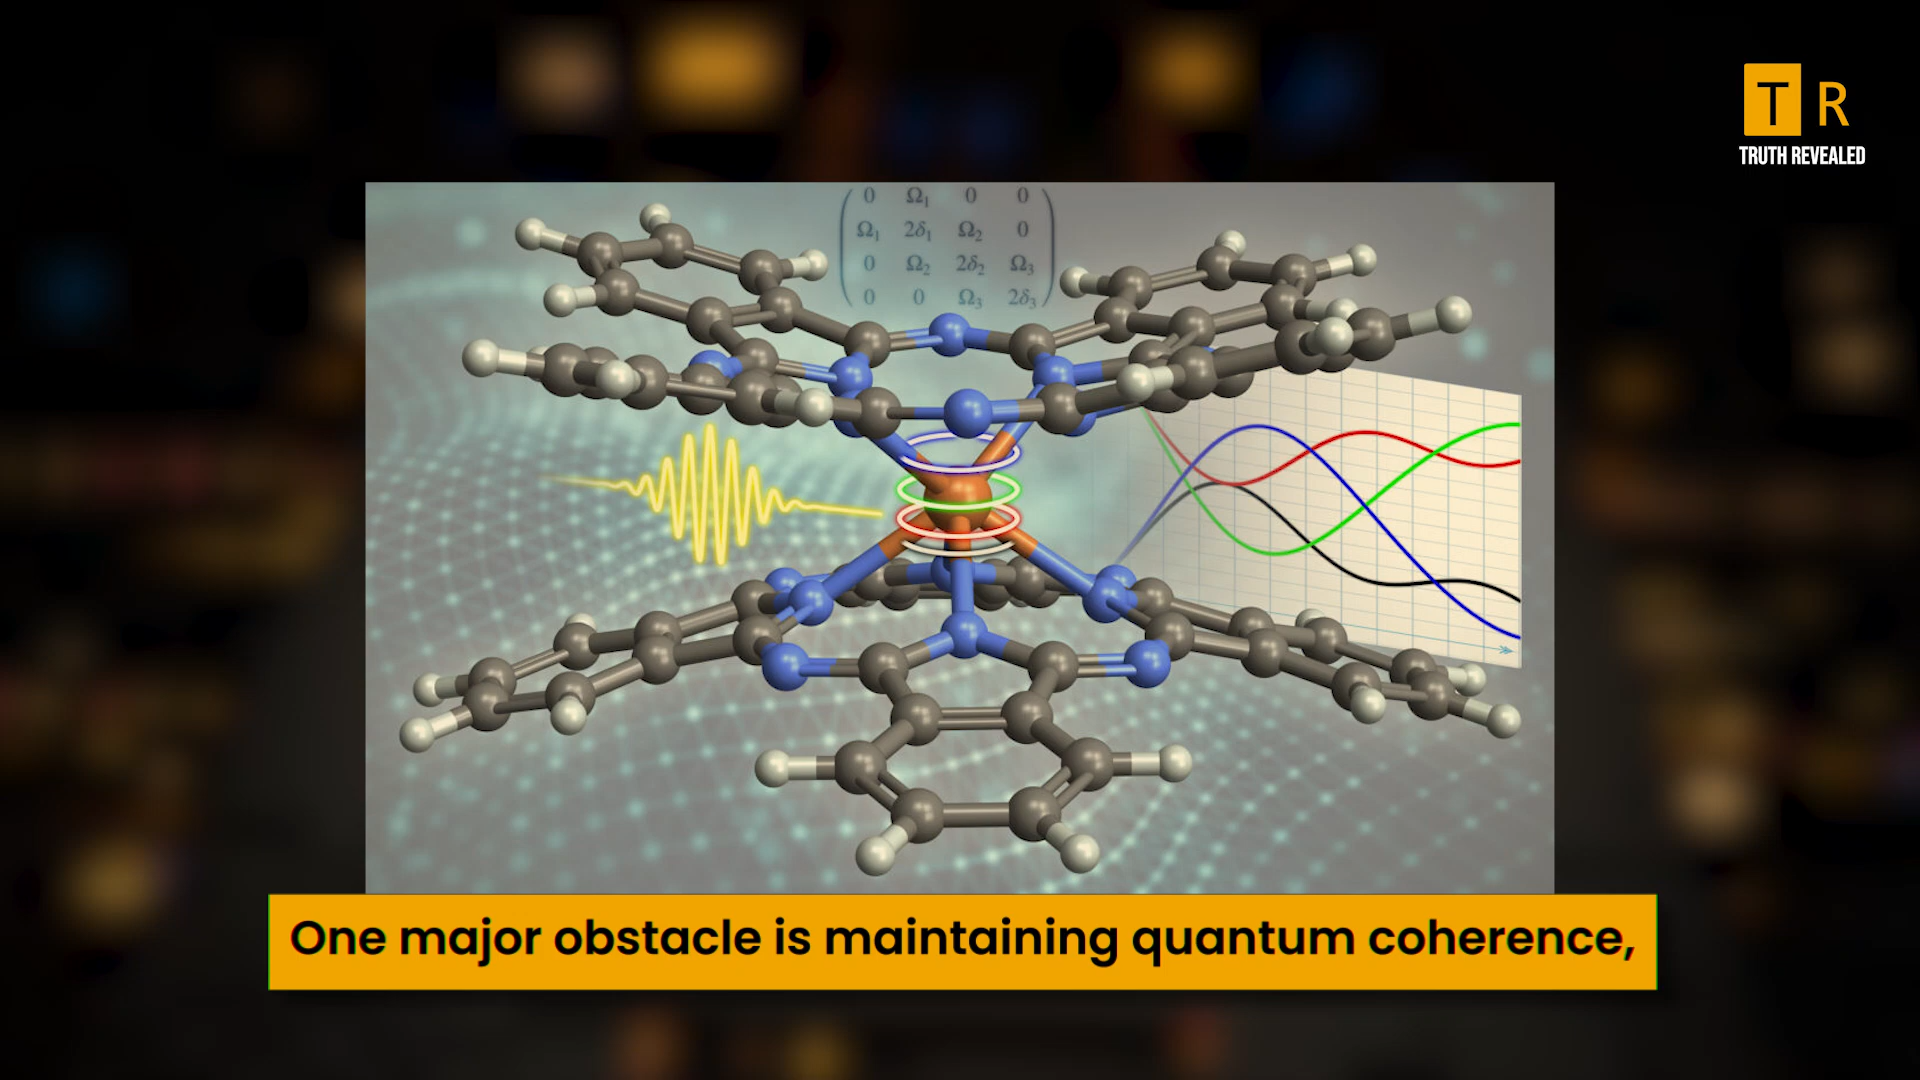 T R
TRUTH REVEALED
0 Ω₁ 0 0
Ω₁ 2δ₁ Ω₂ 0
0 Ω₂ 2δ₂ Ω₃
0 0 Ω₃ 2δ₃
One major obstacle is maintaining quantum coherence,